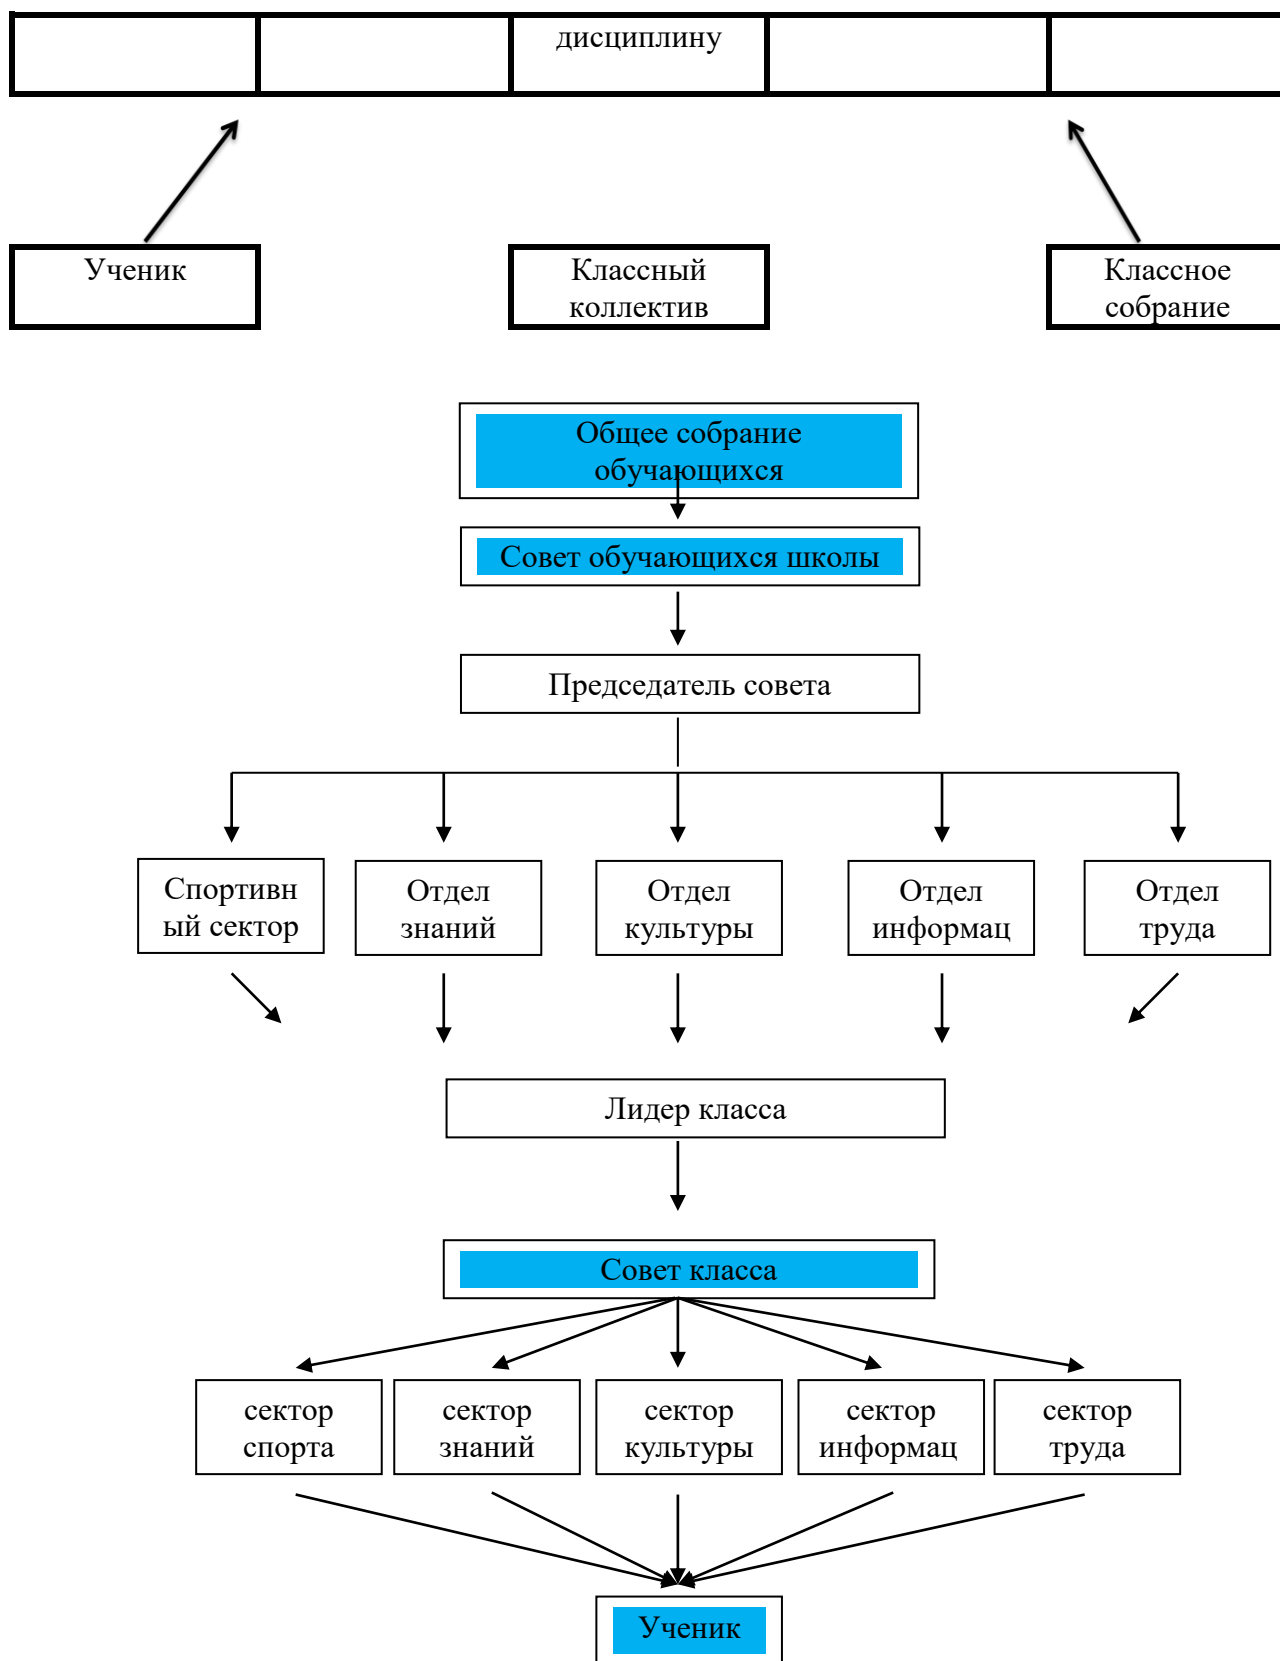 дисциплину
Ученик
Классный
коллектив
Классное
собрание
Общее собрание
обучающихся
Совет обучающихся школы
Председатель совета
Спортивн
ый сектор
Отдел
знаний
Отдел
культуры
Отдел
информац
Отдел
труда
Лидер класса
Совет класса
сектор
спорта
сектор
знаний
сектор
культуры
сектор
информац
сектор
труда
Ученик